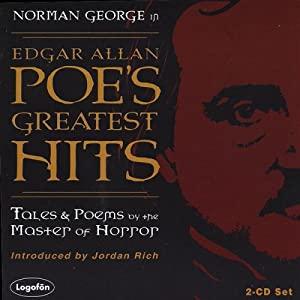 NORMAN GEORGE in
EDGAR ALLAN
POE'S
GREATEST
HITS
Tales & Poems by the
Master of Horror
Introduced by Jordan Rich
Logofōn
2-CD Set